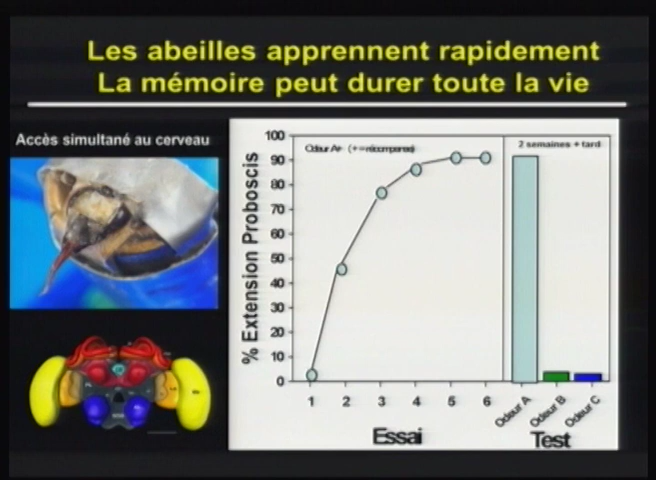 Les abeilles apprennent rapidement
La mémoire peut durer toute la vie
Accès simultané au cerveau
% Extension Proboscis
100
90
80
70
60
50
40
30
20
10
0
Odeur A+ (+=récompense)
2 semaines + tard
1 2 3 4 5 6
Odeur A
Odeur B
Odeur C
Essai
Test